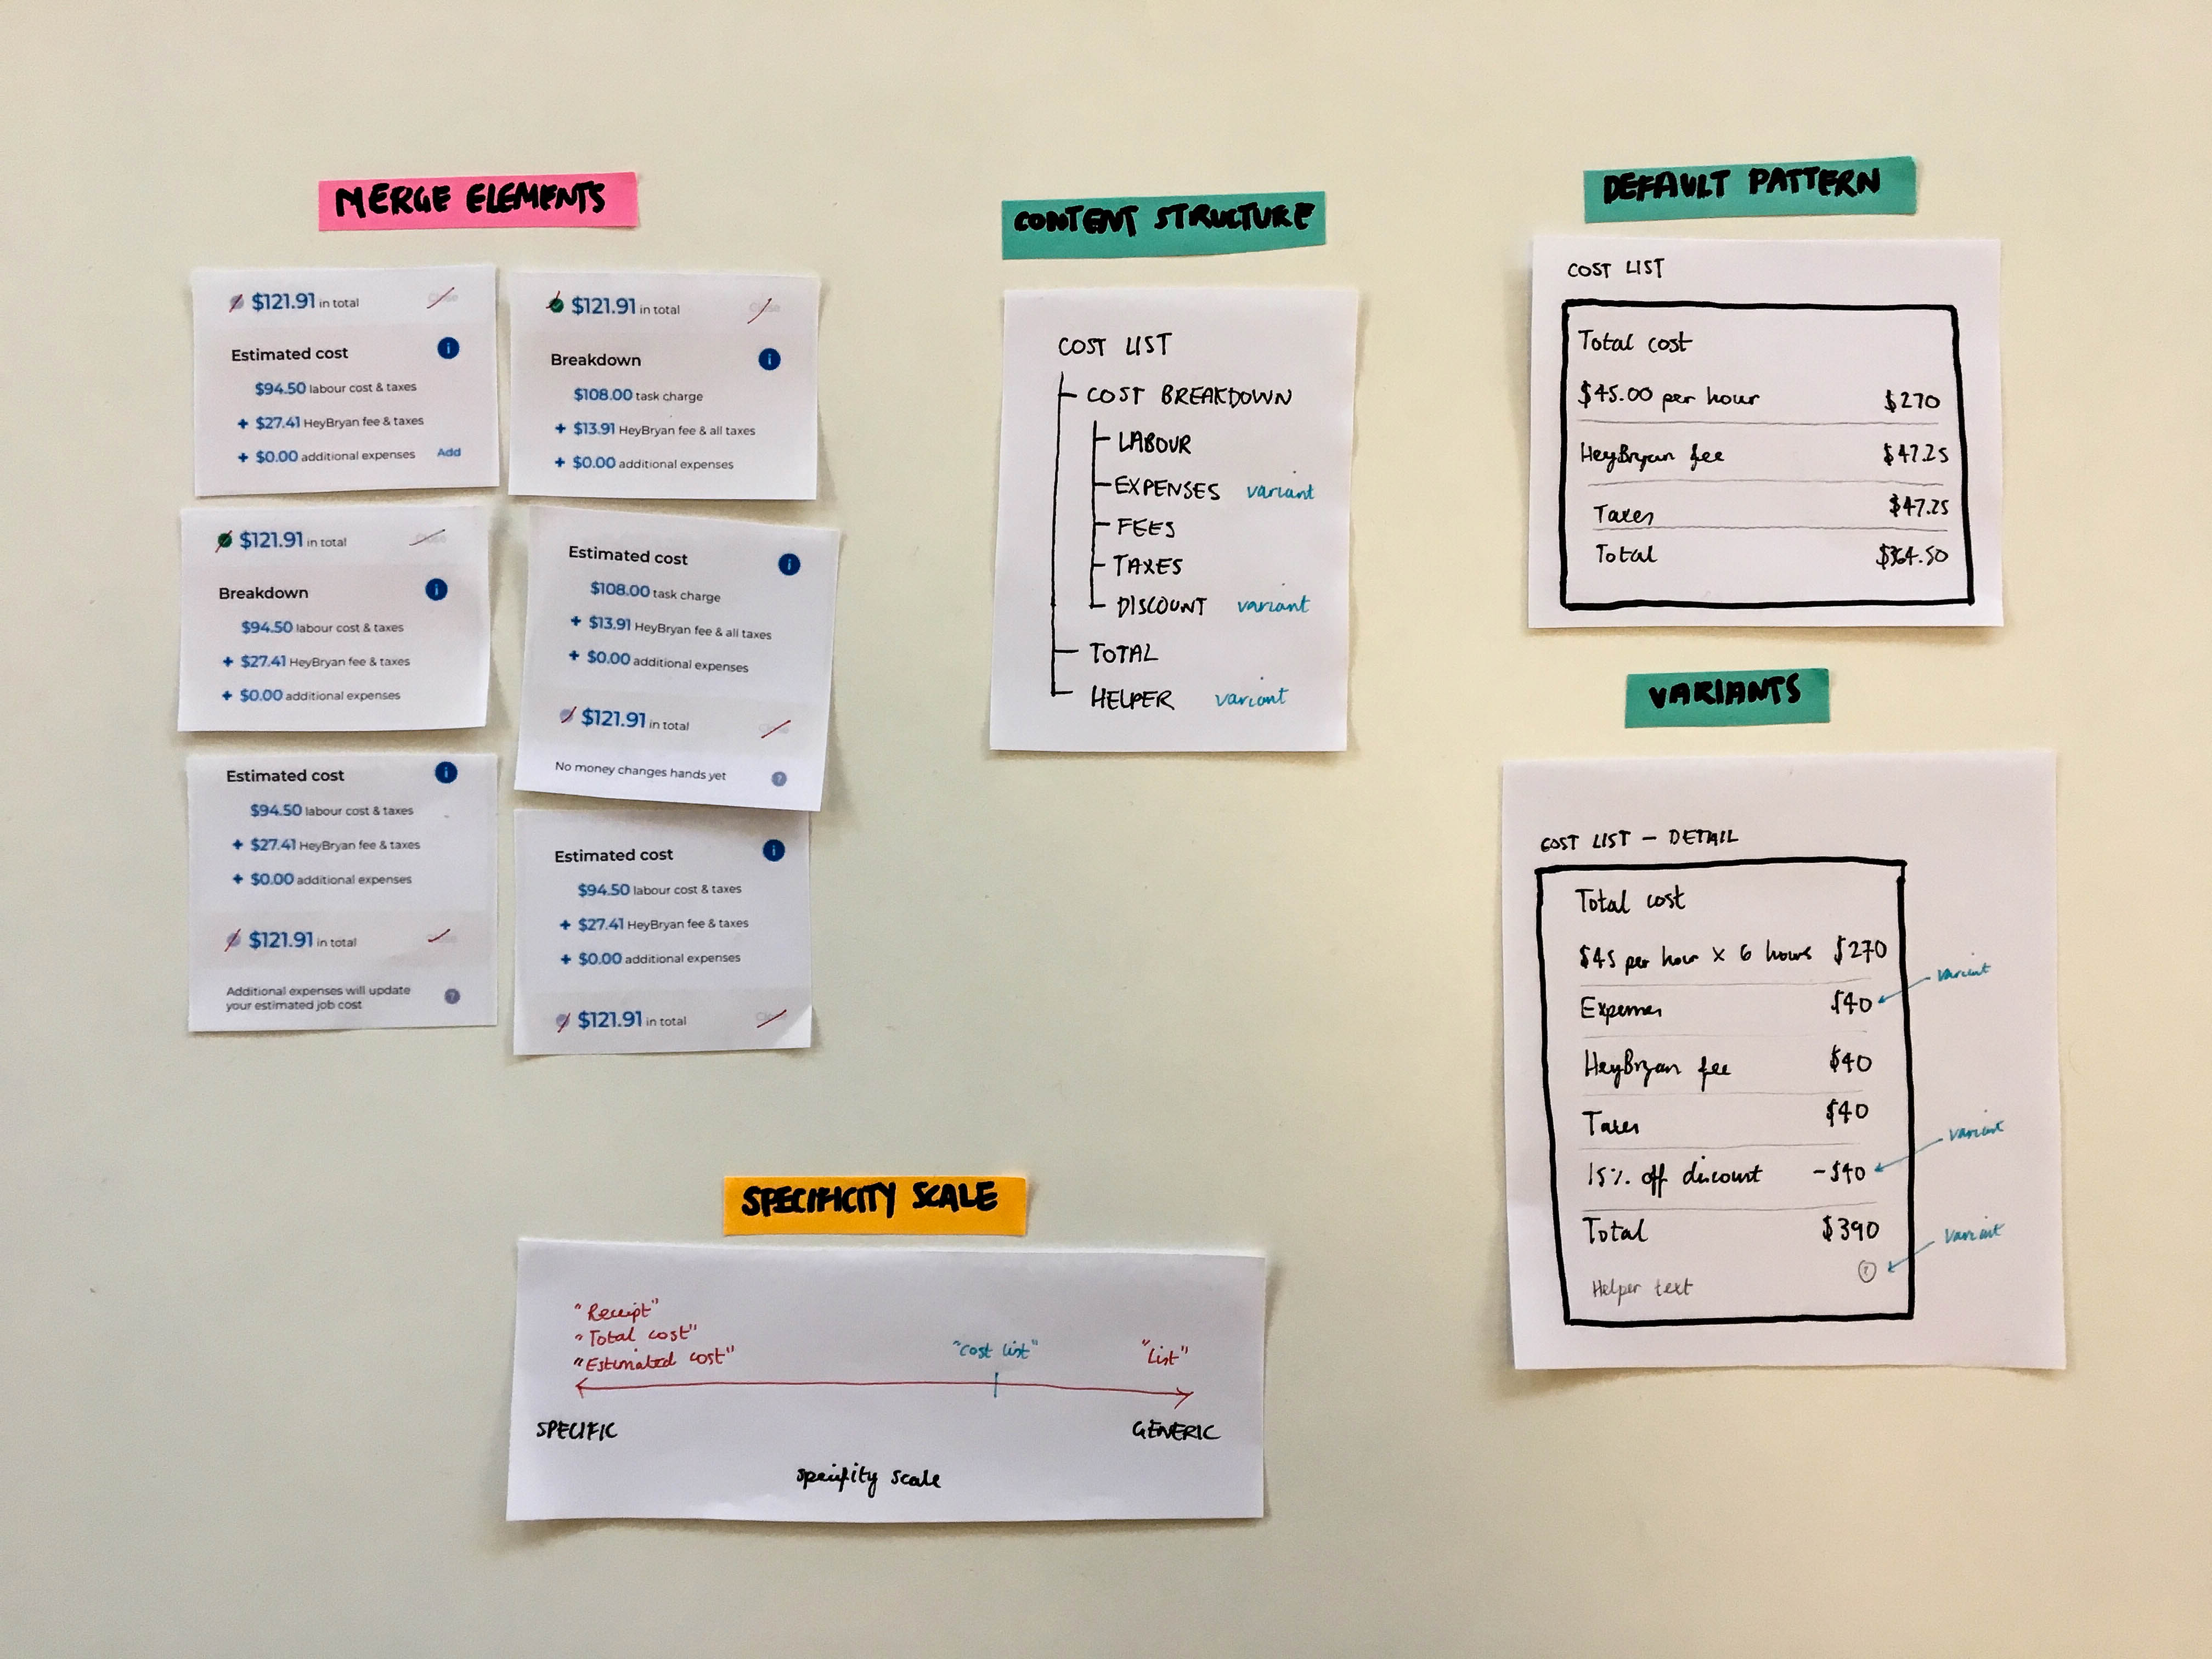 MERGE ELEMENTS
$121.91 in total
Close
Estimated cost
i
$94.50 labour cost & taxes
+ $27.41 HeyBryan fee & taxes
+ $0.00 additional expenses Add
$121.91 in total
Close
Breakdown
i
$108.00 task charge
+ $13.91 HeyBryan fee & all taxes
+ $0.00 additional expenses
$121.91 in total
Close
Breakdown
i
$94.50 labour cost & taxes
+ $27.41 HeyBryan fee & taxes
+ $0.00 additional expenses
Estimated cost
i
$108.00 task charge
+ $13.91 HeyBryan fee & all taxes
+ $0.00 additional expenses
$121.91 in total
No money changes hands yet ?
Estimated cost
i
$94.50 labour cost & taxes
+ $27.41 HeyBryan fee & taxes
+ $0.00 additional expenses
$121.91 in total
Additional expenses will update
your estimated job cost
?
Estimated cost
i
$94.50 labour cost & taxes
+ $27.41 HeyBryan fee & taxes
+ $0.00 additional expenses
$121.91 in total
Close
CONTENT STRUCTURE
COST LIST
COST BREAKDOWN
LABOUR
EXPENSES variant
FEES
TAXES
DISCOUNT variant
TOTAL
HELPER variant
DEFAULT PATTERN
COST LIST
Total cost
$45.00 per hour $270
HeyBryan fee $47.25
Taxes $47.25
Total $364.50
VARIANTS
COST LIST – DETAIL
Total cost
$45 per hour x 6 hours $270
Expenses $40 variant
HeyBryan fee $40
Taxes $40
15% off discount -$40 variant
Total $390
Helper text ? variant
SPECIFICITY SCALE
"Receipt"
"Total cost"
"Estimated cost"
"Cost list"
"List"
SPECIFIC
GENERIC
specifity scale